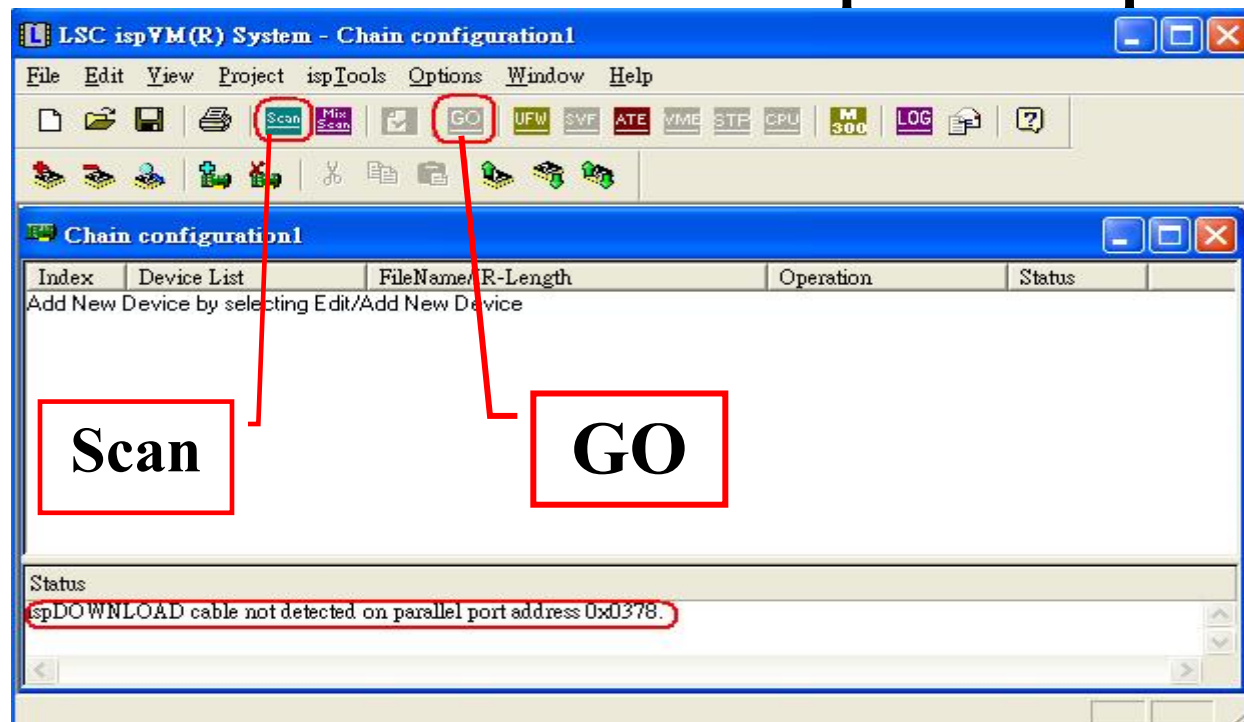 LSC ispVM(R) System - Chain configuration1
File Edit View Project ispTools Options Window Help
Scan Mix Scan GO UFW SVF ATE VME STP CPU M 300 LOG
Chain configuration1
Index Device List FileName/IR-Length Operation Status
Add New Device by selecting Edit/Add New Device
Scan GO
Status
ispDOWNLOAD cable not detected on parallel port address 0x0378.